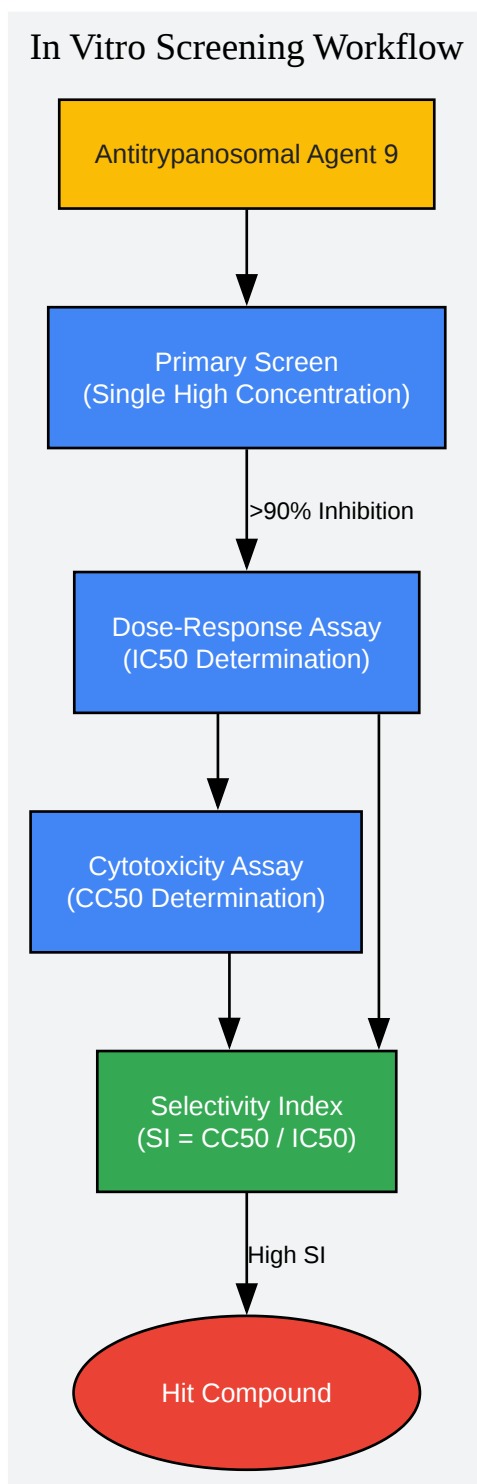 In Vitro Screening Workflow
Antitrypanosomal Agent 9
Primary Screen
(Single High Concentration)
>90% Inhibition
Dose-Response Assay
(IC50 Determination)
Cytotoxicity Assay
(CC50 Determination)
Selectivity Index
(SI = CC50 / IC50)
High SI
Hit Compound